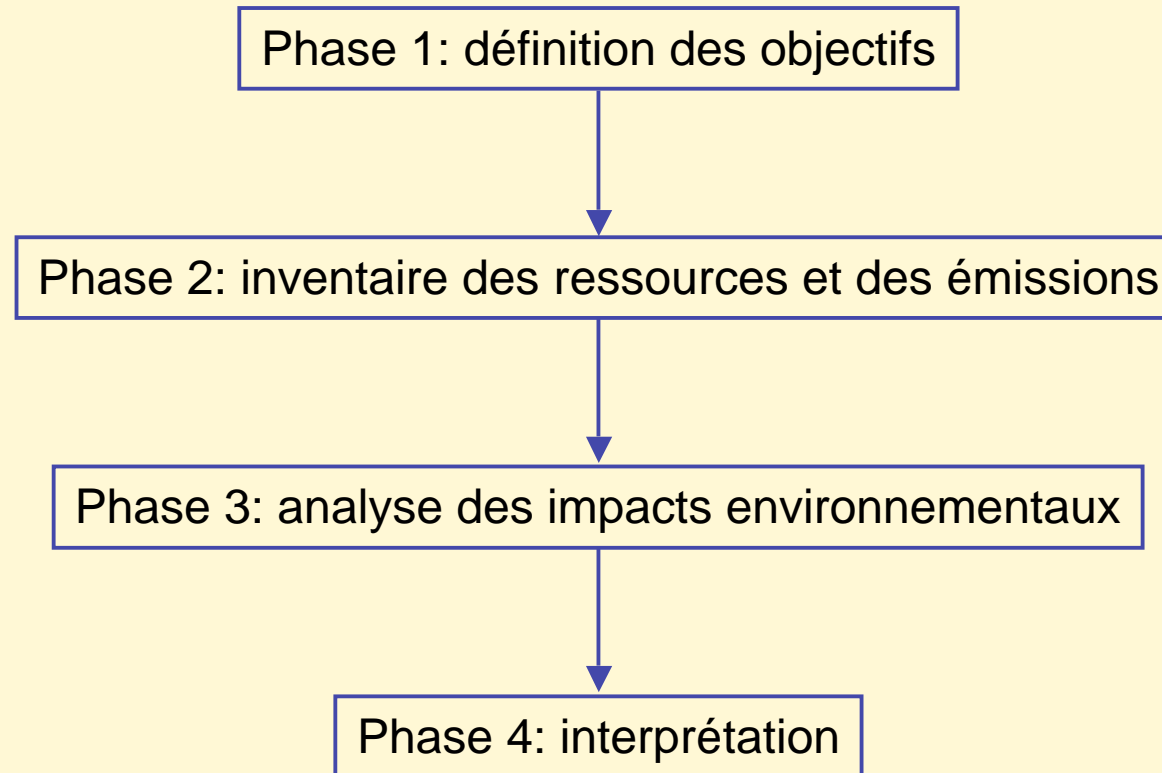 Phase 1: définition des objectifs
Phase 2: inventaire des ressources et des émissions
Phase 3: analyse des impacts environnementaux
Phase 4: interprétation